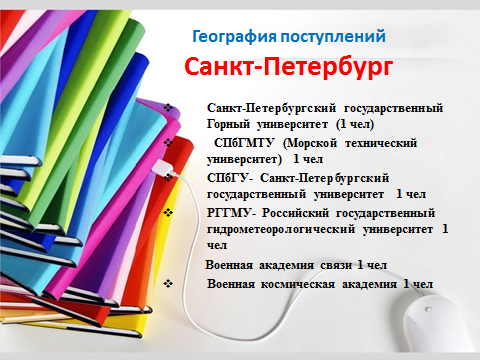 География поступлений
Санкт-Петербург
❖ Санкт-Петербургский государственный
Горный университет (1 чел)
❖ СПбГМТУ (Морской технический
университет) 1 чел
❖ СПбГУ- Санкт-Петербургский
государственный университет 1 чел
❖ РГГМУ- Российский государственный
гидрометеорологический университет 1
чел
Военная академия связи 1 чел
❖ Военная космическая академия 1 чел